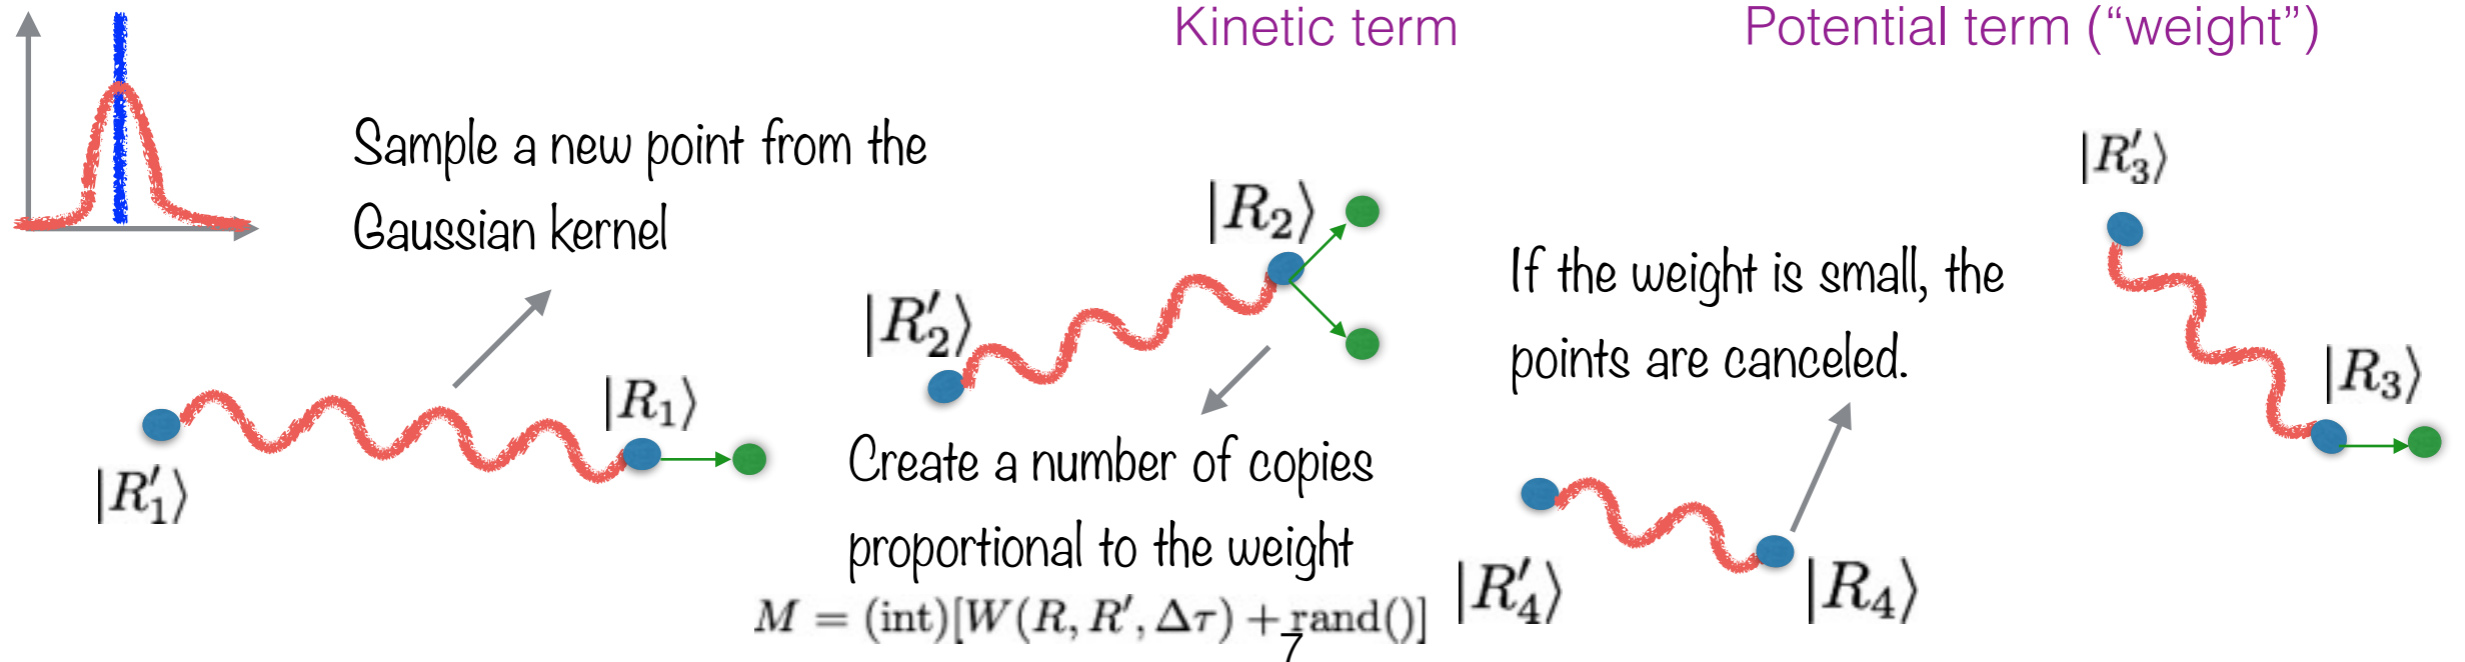 Kinetic term
Potential term (“weight”)
Sample a new point from the
Gaussian kernel
|R′₁⟩
|R₁⟩
|R′₂⟩
|R₂⟩
Create a number of copies
proportional to the weight
M = (int)[W(R, R′, Δτ) + rand()]
7
If the weight is small, the
points are canceled.
|R′₃⟩
|R₃⟩
|R′₄⟩
|R₄⟩